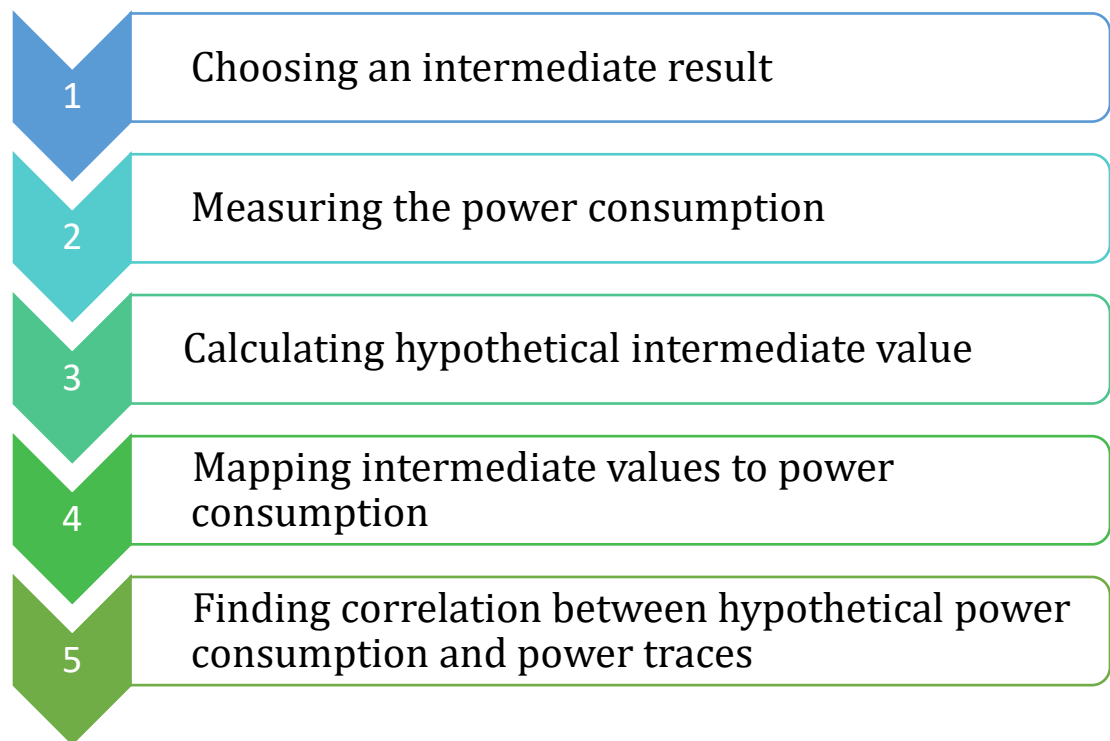 1
Choosing an intermediate result
2
Measuring the power consumption
3
Calculating hypothetical intermediate value
4
Mapping intermediate values to power
consumption
5
Finding correlation between hypothetical power
consumption and power traces